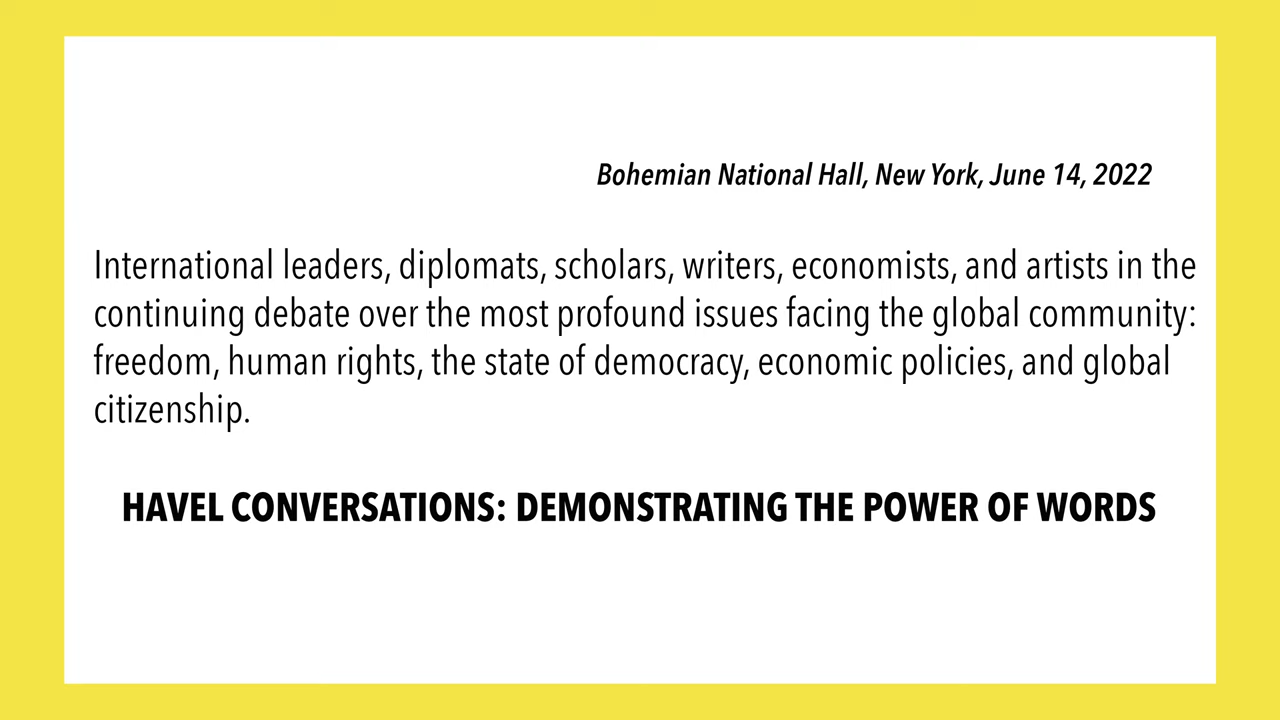 Bohemian National Hall, New York, June 14, 2022
International leaders, diplomats, scholars, writers, economists, and artists in the
continuing debate over the most profound issues facing the global community:
freedom, human rights, the state of democracy, economic policies, and global
citizenship.
HAVEL CONVERSATIONS: DEMONSTRATING THE POWER OF WORDS